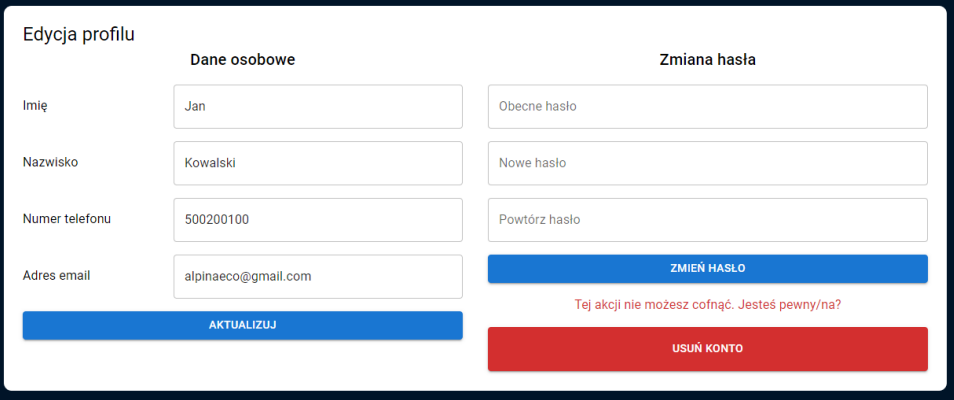 Edycja profilu
Dane osobowe
Imię
Jan
Nazwisko
Kowalski
Numer telefonu
500200100
Adres email
alpinaeco@gmail.com
AKTUALIZUJ
Zmiana hasła
Obecne hasło
Nowe hasło
Powtórz hasło
ZMIEŃ HASŁO
Tej akcji nie możesz cofnąć. Jesteś pewny/na?
USUŃ KONTO